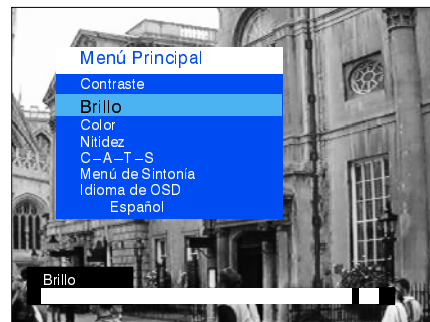 Menú Principal
Contraste
Brillo
Color
Nitidez
C–A–T–S
Menú de Sintonía
Idioma de OSD
Español
Brillo